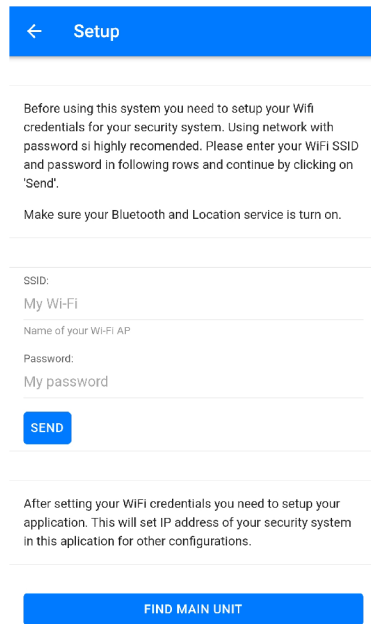 Setup
Before using this system you need to setup your Wifi
credentials for your security system. Using network with
password si highly recomended. Please enter your WiFi SSID
and password in following rows and continue by clicking on
'Send'.
Make sure your Bluetooth and Location service is turn on.
SSID:
My Wi-Fi
Name of your Wi-Fi AP
Password:
My password
SEND
After setting your WiFi credentials you need to setup your
application. This will set IP address of your security system
in this aplication for other configurations.
FIND MAIN UNIT